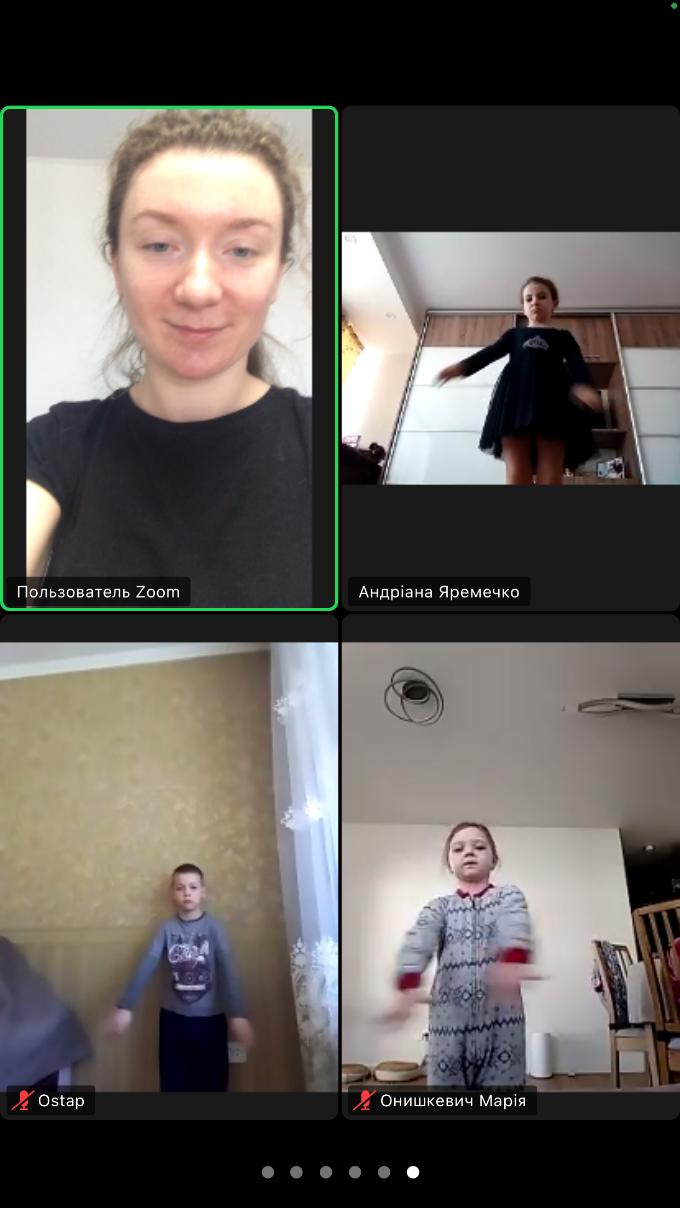 Пользователь Zoom
Андріана Яремечко
Ostap
Онишкевич Марія